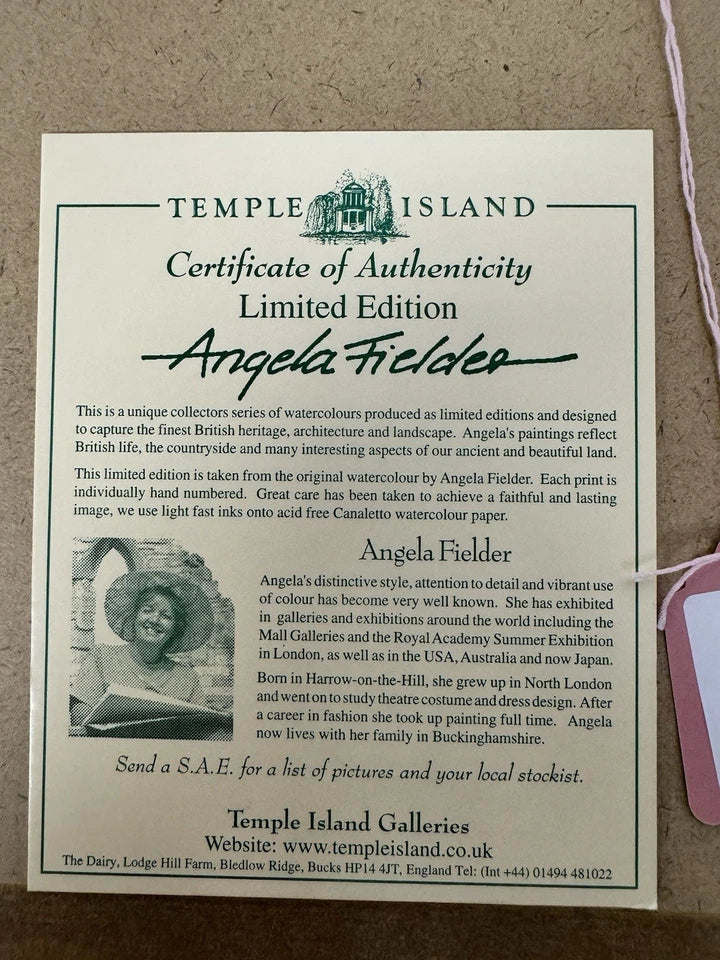 TEMPLE ISLAND
Certificate of Authenticity
Limited Edition
Angela Fielder
This is a unique collectors series of watercolours produced as limited editions and designed
to capture the finest British heritage, architecture and landscape. Angela's paintings reflect
British life, the countryside and many interesting aspects of our ancient and beautiful land.
This limited edition is taken from the original watercolour by Angela Fielder. Each print is
individually hand numbered. Great care has been taken to achieve a faithful and lasting
image, we use light fast inks onto acid free Canaletto watercolour paper.
Angela Fielder
Angela's distinctive style, attention to detail and vibrant use
of colour has become very well known. She has exhibited
in galleries and exhibitions around the world including the
Mall Galleries and the Royal Academy Summer Exhibition
in London, as well as in the USA, Australia and now Japan.
Born in Harrow-on-the-Hill, she grew up in North London
and went on to study theatre costume and dress design. After
a career in fashion she took up painting full time. Angela
now lives with her family in Buckinghamshire.
Send a S.A.E. for a list of pictures and your local stockist.
Temple Island Galleries
Website: www.templeisland.co.uk
The Dairy, Lodge Hill Farm, Bledlow Ridge, Bucks HP14 4JT, England Tel: (Int +44) 01494 481022